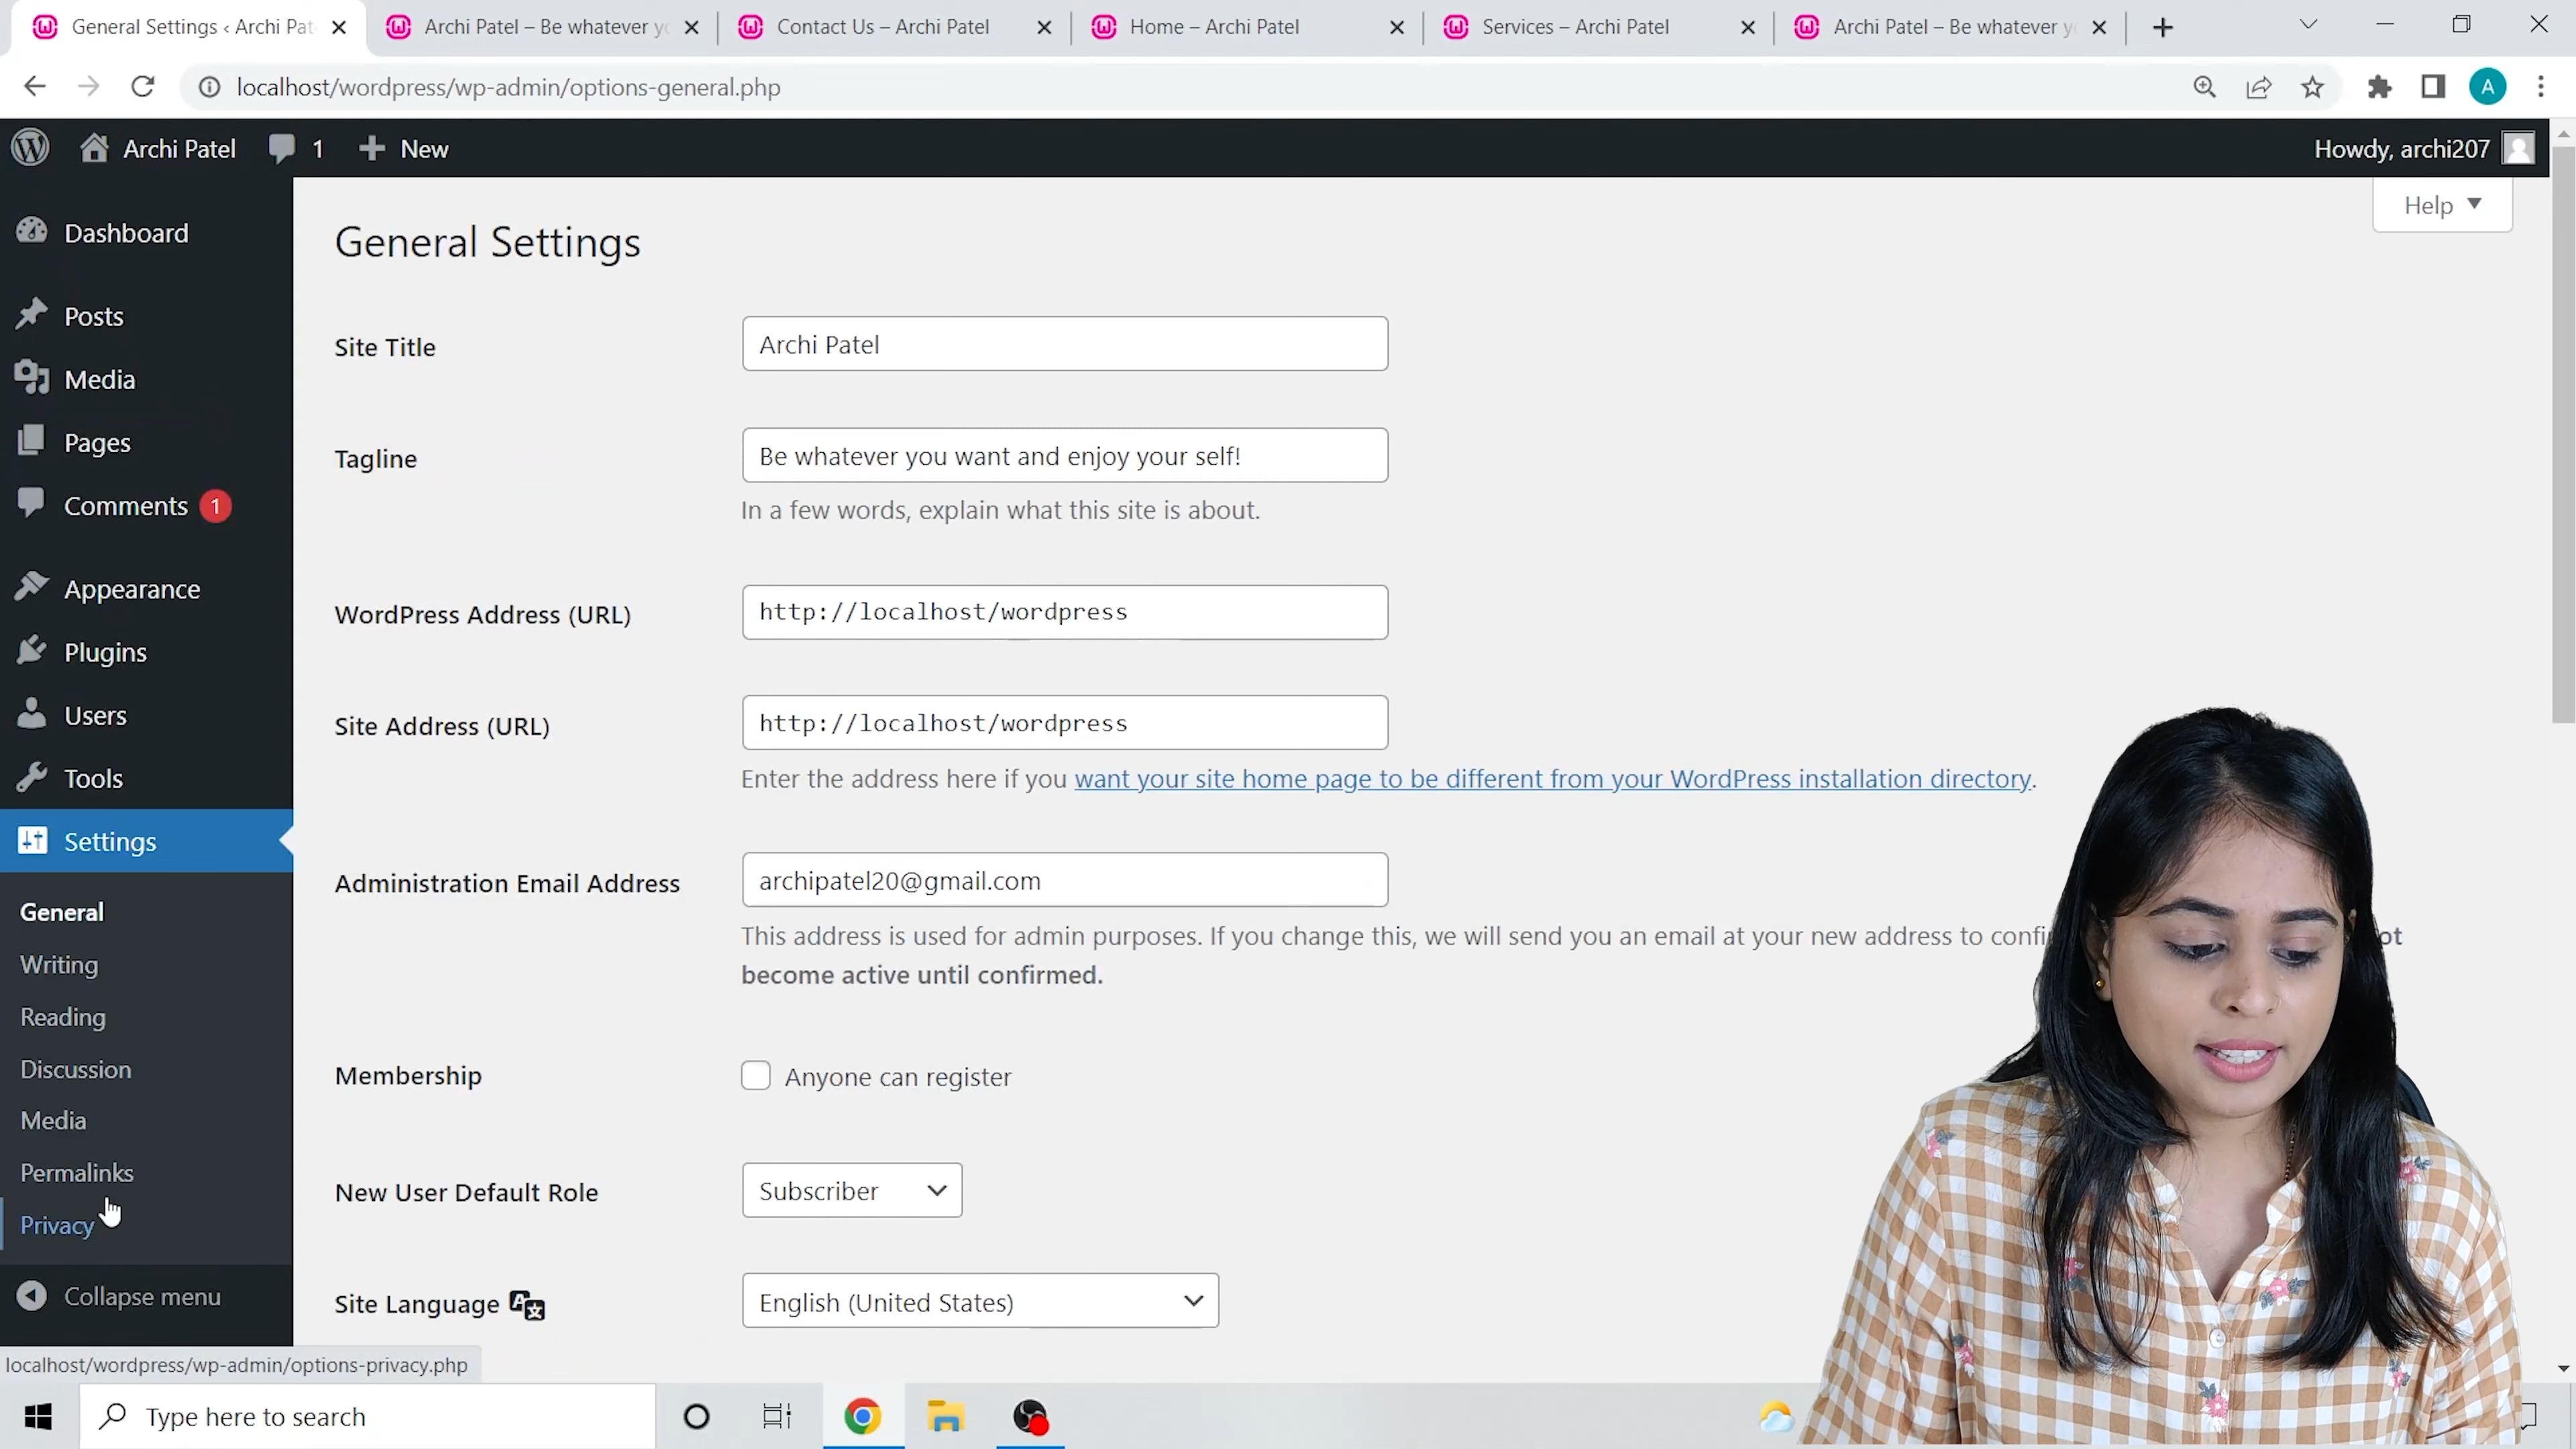 General Settings ‹ Archi Pat
Archi Patel – Be whatever yo
Contact Us – Archi Patel
Home – Archi Patel
Services – Archi Patel
Archi Patel – Be whatever y
localhost/wordpress/wp-admin/options-general.php
A
Archi Patel
1
New
Howdy, archi207
Help
Dashboard
Posts
Media
Pages
Comments 1
Appearance
Plugins
Users
Tools
Settings
General
Writing
Reading
Discussion
Media
Permalinks
Privacy
Collapse menu
General Settings
Site Title
Archi Patel
Tagline
Be whatever you want and enjoy your self!
In a few words, explain what this site is about.
WordPress Address (URL)
http://localhost/wordpress
Site Address (URL)
http://localhost/wordpress
Enter the address here if you want your site home page to be different from your WordPress installation directory.
Administration Email Address
archipatel20@gmail.com
This address is used for admin purposes. If you change this, we will send you an email at your new address to confi
become active until confirmed.
Membership
Anyone can register
New User Default Role
Subscriber
Site Language
English (United States)
localhost/wordpress/wp-admin/options-privacy.php
Type here to search